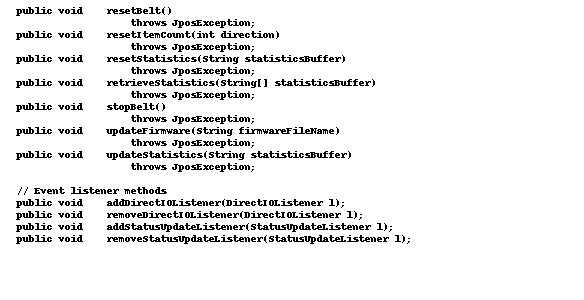 public void    resetBelt()
                   throws JposException;
public void    resetItemCount(int direction)
                   throws JposException;
public void    resetStatistics(String statisticsBuffer)
                   throws JposException;
public void    retrieveStatistics(String[] statisticsBuffer)
                   throws JposException;
public void    stopBelt()
                   throws JposException;
public void    updateFirmware(String firmwareFileName)
                   throws JposException;
public void    updateStatistics(String statisticsBuffer)
                   throws JposException;

// Event listener methods
public void    addDirectIOListener(DirectIOListener l);
public void    removeDirectIOListener(DirectIOListener l);
public void    addStatusUpdateListener(StatusUpdateListener l);
public void    removeStatusUpdateListener(StatusUpdateListener l);